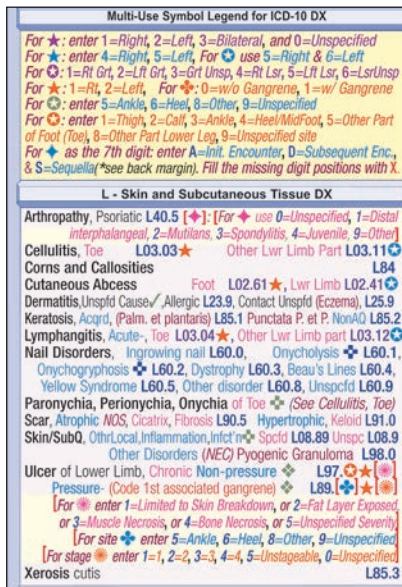 Multi-Use Symbol Legend for ICD-10 DX
For ★: enter 1=Right, 2=Left, 3=Bilateral, and 0=Unspecified
For ★: enter 4=Right, 5=Left, For ✪ use 5=Right & 6=Left
For ✪: 1=Rt Grt, 2=Lft Grt, 3=Grt Unsp, 4=Rt Lsr, 5=Lft Lsr, 6=LsrUnsp
For ★: 1=Rt, 2=Left, For ✤: 0=w/o Gangrene, 1=w/ Gangrene
For ✪: enter 5=Ankle, 6=Heel, 8=Other, 9=Unspecified
For ✪: enter 1=Thigh, 2=Calf, 3=Ankle, 4=Heel/MidFoot, 5=Other Part
of Foot (Toe), 8=Other Part Lower Leg, 9=Unspecified site
For ✦ as the 7th digit: enter A=Init. Encounter, D=Subsequent Enc.,
& S=Sequella(*see back margin). Fill the missing digit positions with X.
L - Skin and Subcutaneous Tissue DX
Arthropathy, Psoriatic L40.5 [✦]: [For ✦ use 0=Unspecified, 1=Distal
interphalangeal, 2=Mutilans, 3=Spondylitis, 4=Juvenile, 9=Other]
Cellulitis, Toe L03.03★ Other Lwr Limb Part L03.11✪
Corns and Callosities L84
Cutaneous Abcess Foot L02.61★, Lwr Limb L02.41✪
Dermatitis,Unspfd Cause✓,Allergic L23.9, Contact Unspfd (Eczema), L25.9
Keratosis, Acqrd, (Palm. et plantaris) L85.1 Punctata P. et P. NonAQ L85.2
Lymphangitis, Acute-, Toe L03.04★, Other Lwr Limb part L03.12✪
Nail Disorders, Ingrowing nail L60.0, Onycholysis ✤ L60.1,
Onychogryphosis ✤ L60.2, Dystrophy L60.3, Beau's Lines L60.4,
Yellow Syndrome L60.5, Other disorder L60.8, Unspcfd L60.9
Paronychia, Perionychia, Onychia of Toe ❖ (See Cellulitis, Toe)
Scar, Atrophic NOS, Cicatrix, Fibrosis L90.5 Hypertrophic, Keloid L91.0
Skin/SubQ, OthrLocal,Inflammation,Infct'n❖ Spcfd L08.89 Unspc L08.9
Other Disorders (NEC) Pyogenic Granuloma L98.0
Ulcer of Lower Limb, Chronic Non-pressure ❖ L97.✪★[✺]
Pressure- (Code 1st associated gangrene) ❖ L89.[✤]★[✺]
[For ✺ enter 1=Limited to Skin Breakdown, or 2=Fat Layer Exposed
or 3=Muscle Necrosis, or 4=Bone Necrosis, or 5=Unspecified Severity]
[For site ✤ enter 5=Ankle, 6=Heel, 8=Other, 9=Unspecified]
[For stage ✺ enter 1=1, 2=2, 3=3, 4=4, 5=Unstageable, 0=Unspecified]
Xerosis cutis L85.3